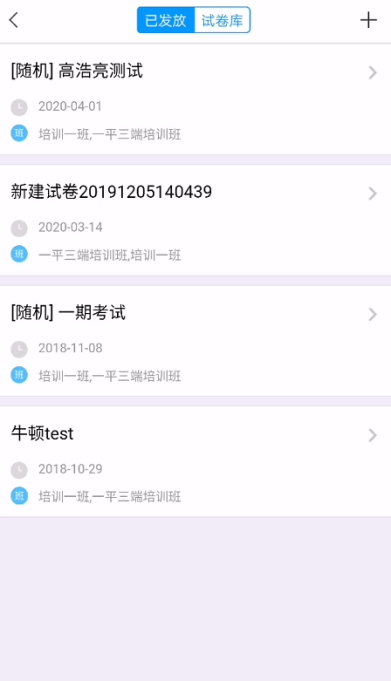 已发放 试卷库
[随机] 高浩亮测试
2020-04-01
班 培训一班,一平三端培训班
新建试卷20191205140439
2020-03-14
班 一平三端培训班,培训一班
[随机] 一期考试
2018-11-08
班 培训一班,一平三端培训班
牛顿test
2018-10-29
班 培训一班,一平三端培训班